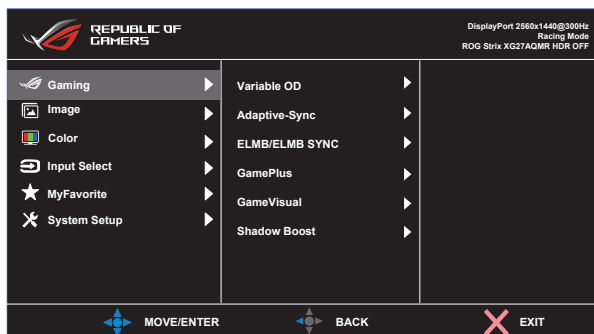 REPUBLIC OF
GAMERS
DisplayPort 2560x1440@300Hz
Racing Mode
ROG Strix XG27AQMR HDR OFF
Gaming
Image
Color
Input Select
MyFavorite
System Setup
Variable OD
Adaptive-Sync
ELMB/ELMB SYNC
GamePlus
GameVisual
Shadow Boost
MOVE/ENTER
BACK
EXIT